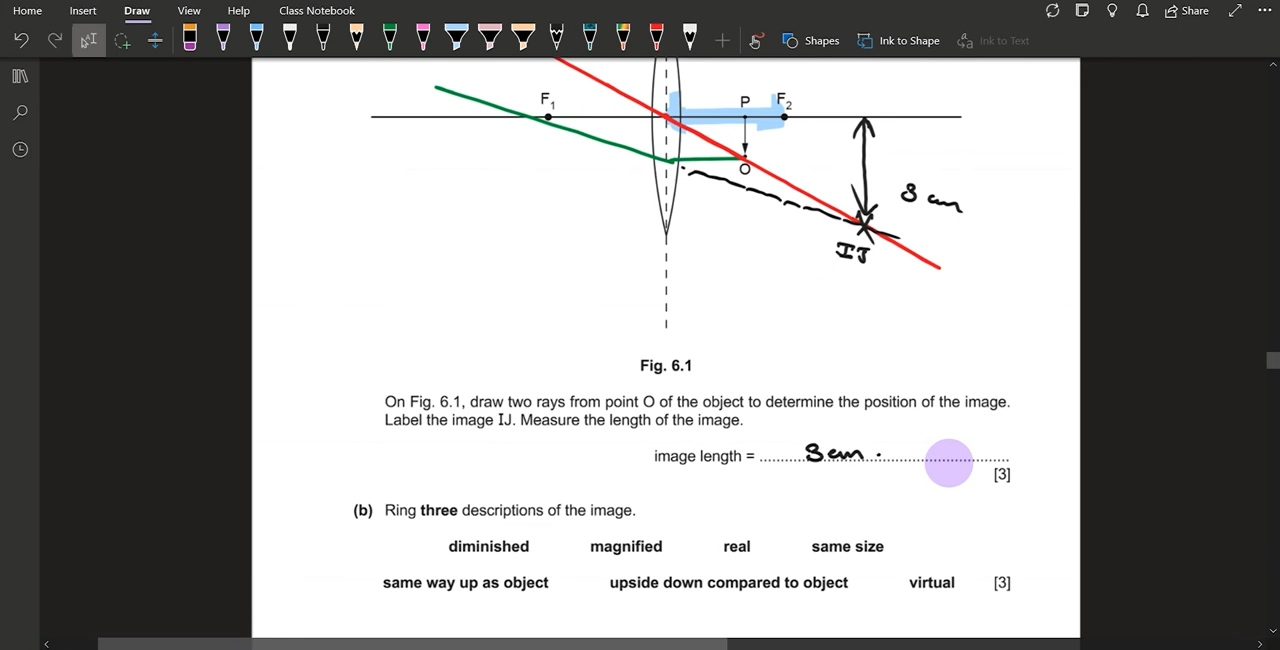 Home Insert Draw View Help Class Notebook Share
Shapes Ink to Shape Ink to Text
F1 P F2
O
8 cm
IJ
Fig. 6.1
On Fig. 6.1, draw two rays from point O of the object to determine the position of the image.
Label the image IJ. Measure the length of the image.
image length = .......... 8 cm. ..............................
[3]
(b) Ring three descriptions of the image.
diminished magnified real same size
same way up as object upside down compared to object virtual [3]